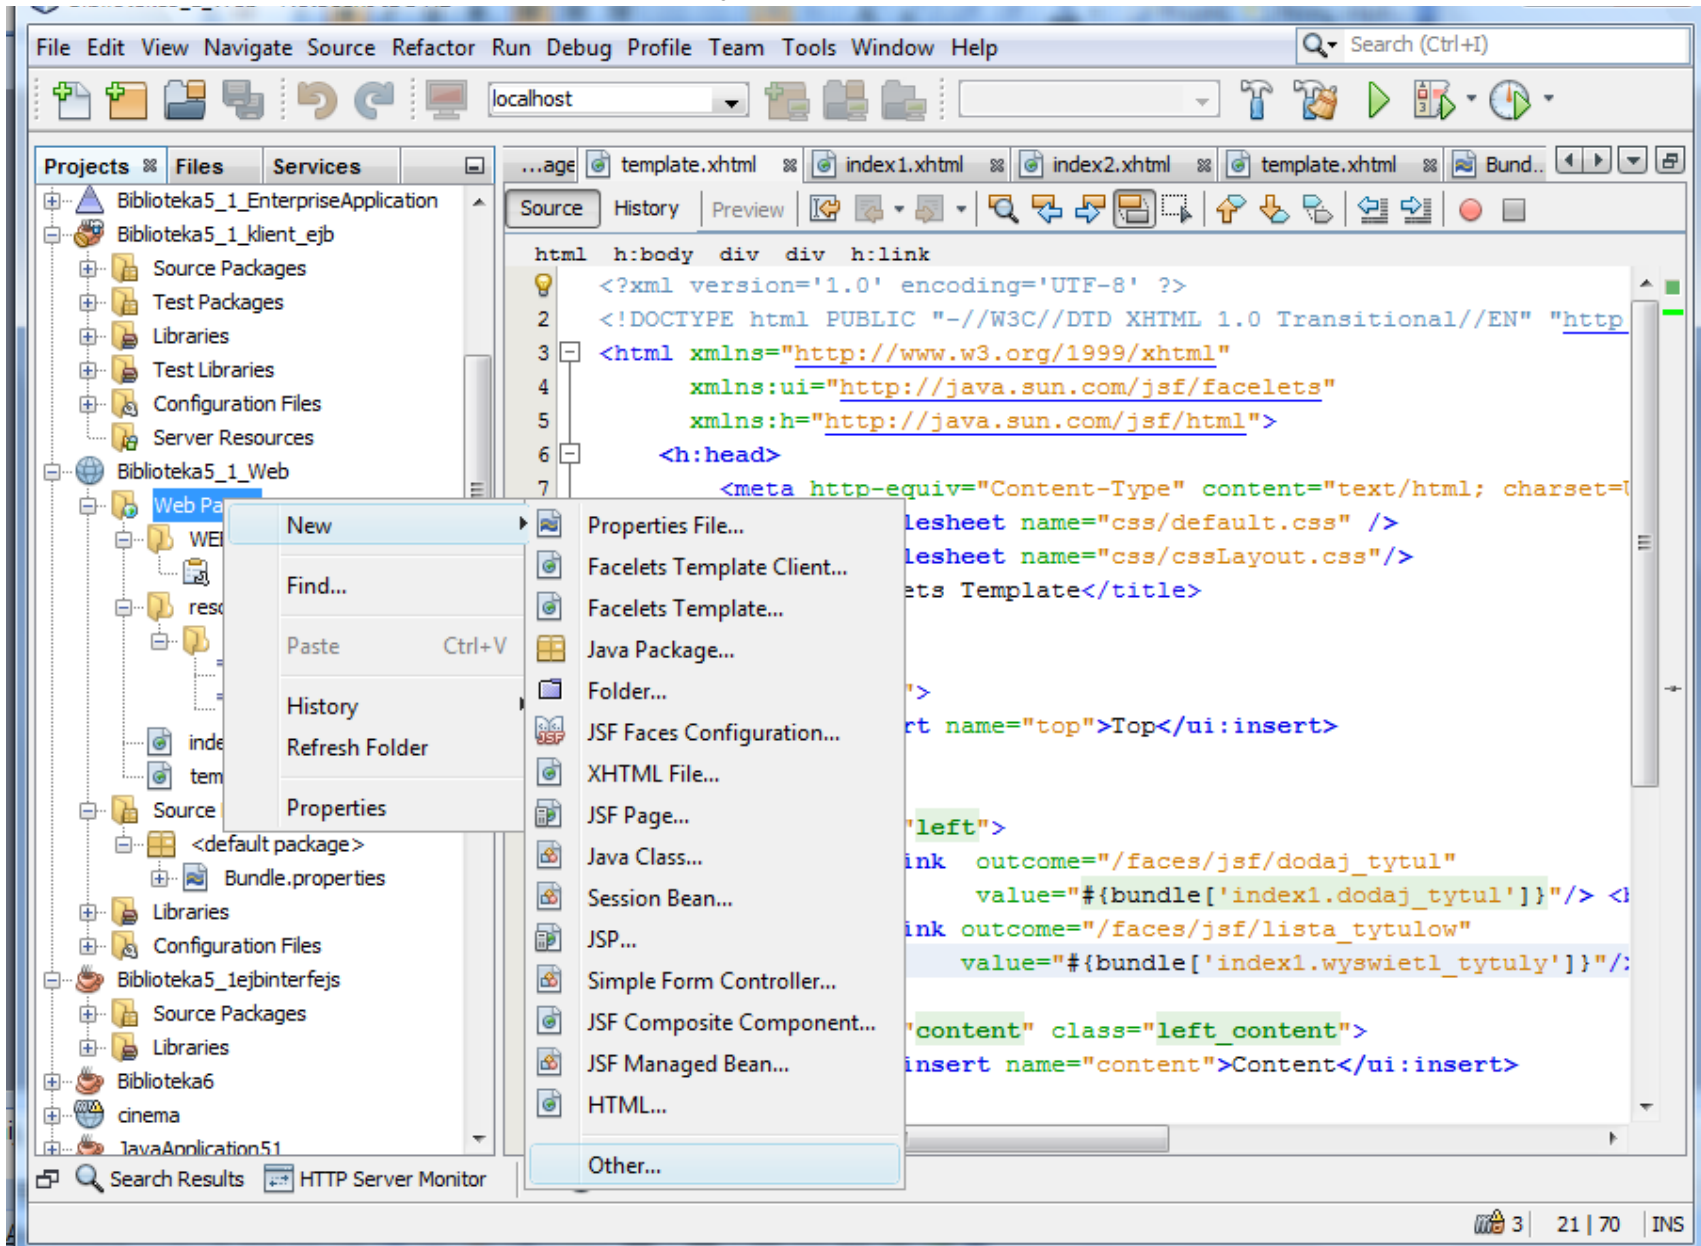 File Edit View Navigate Source Refactor Run Debug Profile Team Tools Window Help
Search (Ctrl+I)
localhost
Projects Files Services
...age template.xhtml index1.xhtml index2.xhtml template.xhtml Bund..
Source History Preview
html h:body div div h:link
Biblioteka5_1_EnterpriseApplication
Biblioteka5_1_klient_ejb
Source Packages
Test Packages
Libraries
Test Libraries
Configuration Files
Server Resources
Biblioteka5_1_Web
Web Pa
WE
reso
inde
tem
Source
<default package>
Bundle.properties
Libraries
Configuration Files
Biblioteka5_1ejbinterfejs
Source Packages
Libraries
Biblioteka6
cinema
JavaApplication51
New
Find...
Paste Ctrl+V
History
Refresh Folder
Properties
Properties File...
Facelets Template Client...
Facelets Template...
Java Package...
Folder...
JSF Faces Configuration...
XHTML File...
JSF Page...
Java Class...
Session Bean...
JSP...
Simple Form Controller...
JSF Composite Component...
JSF Managed Bean...
HTML...
Other...
<?xml version='1.0' encoding='UTF-8' ?>
2 <!DOCTYPE html PUBLIC "-//W3C//DTD XHTML 1.0 Transitional//EN" "http
3 <html xmlns="http://www.w3.org/1999/xhtml"
4 xmlns:ui="http://java.sun.com/jsf/facelets"
5 xmlns:h="http://java.sun.com/jsf/html">
6 <h:head>
7 <meta http-equiv="Content-Type" content="text/html; charset=U
lesheet name="css/default.css" />
lesheet name="css/cssLayout.css"/>
ets Template</title>
">
rt name="top">Top</ui:insert>
"left">
ink outcome="/faces/jsf/dodaj_tytul"
value="#{bundle['index1.dodaj_tytul']}"/> <b
ink outcome="/faces/jsf/lista_tytulow"
value="#{bundle['index1.wyswietl_tytuly']}"/>
"content" class="left_content">
insert name="content">Content</ui:insert>
Search Results HTTP Server Monitor
3 21 | 70 INS